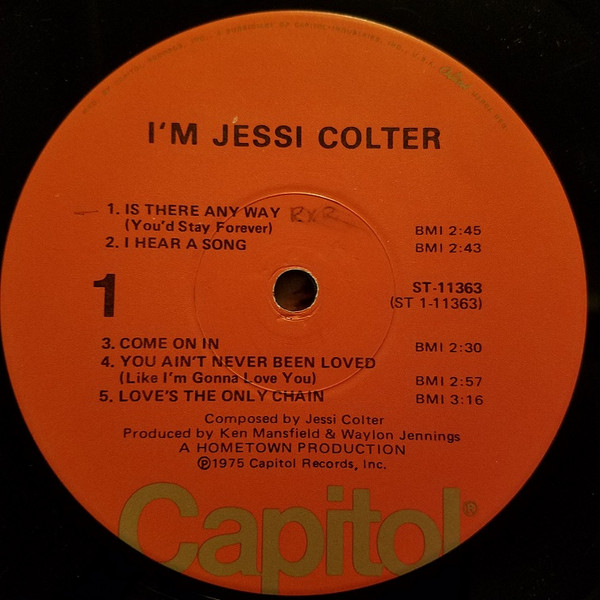 I'M JESSI COLTER
1. IS THERE ANY WAY RXR
(You'd Stay Forever) BMI 2:45
2. I HEAR A SONG BMI 2:43
1
ST-11363
(ST 1-11363)
3. COME ON IN BMI 2:30
4. YOU AIN'T NEVER BEEN LOVED
(Like I'm Gonna Love You) BMI 2:57
5. LOVE'S THE ONLY CHAIN BMI 3:16
Composed by Jessi Colter
Produced by Ken Mansfield & Waylon Jennings
A HOMETOWN PRODUCTION
℗1975 Capitol Records, Inc.
Capitol®